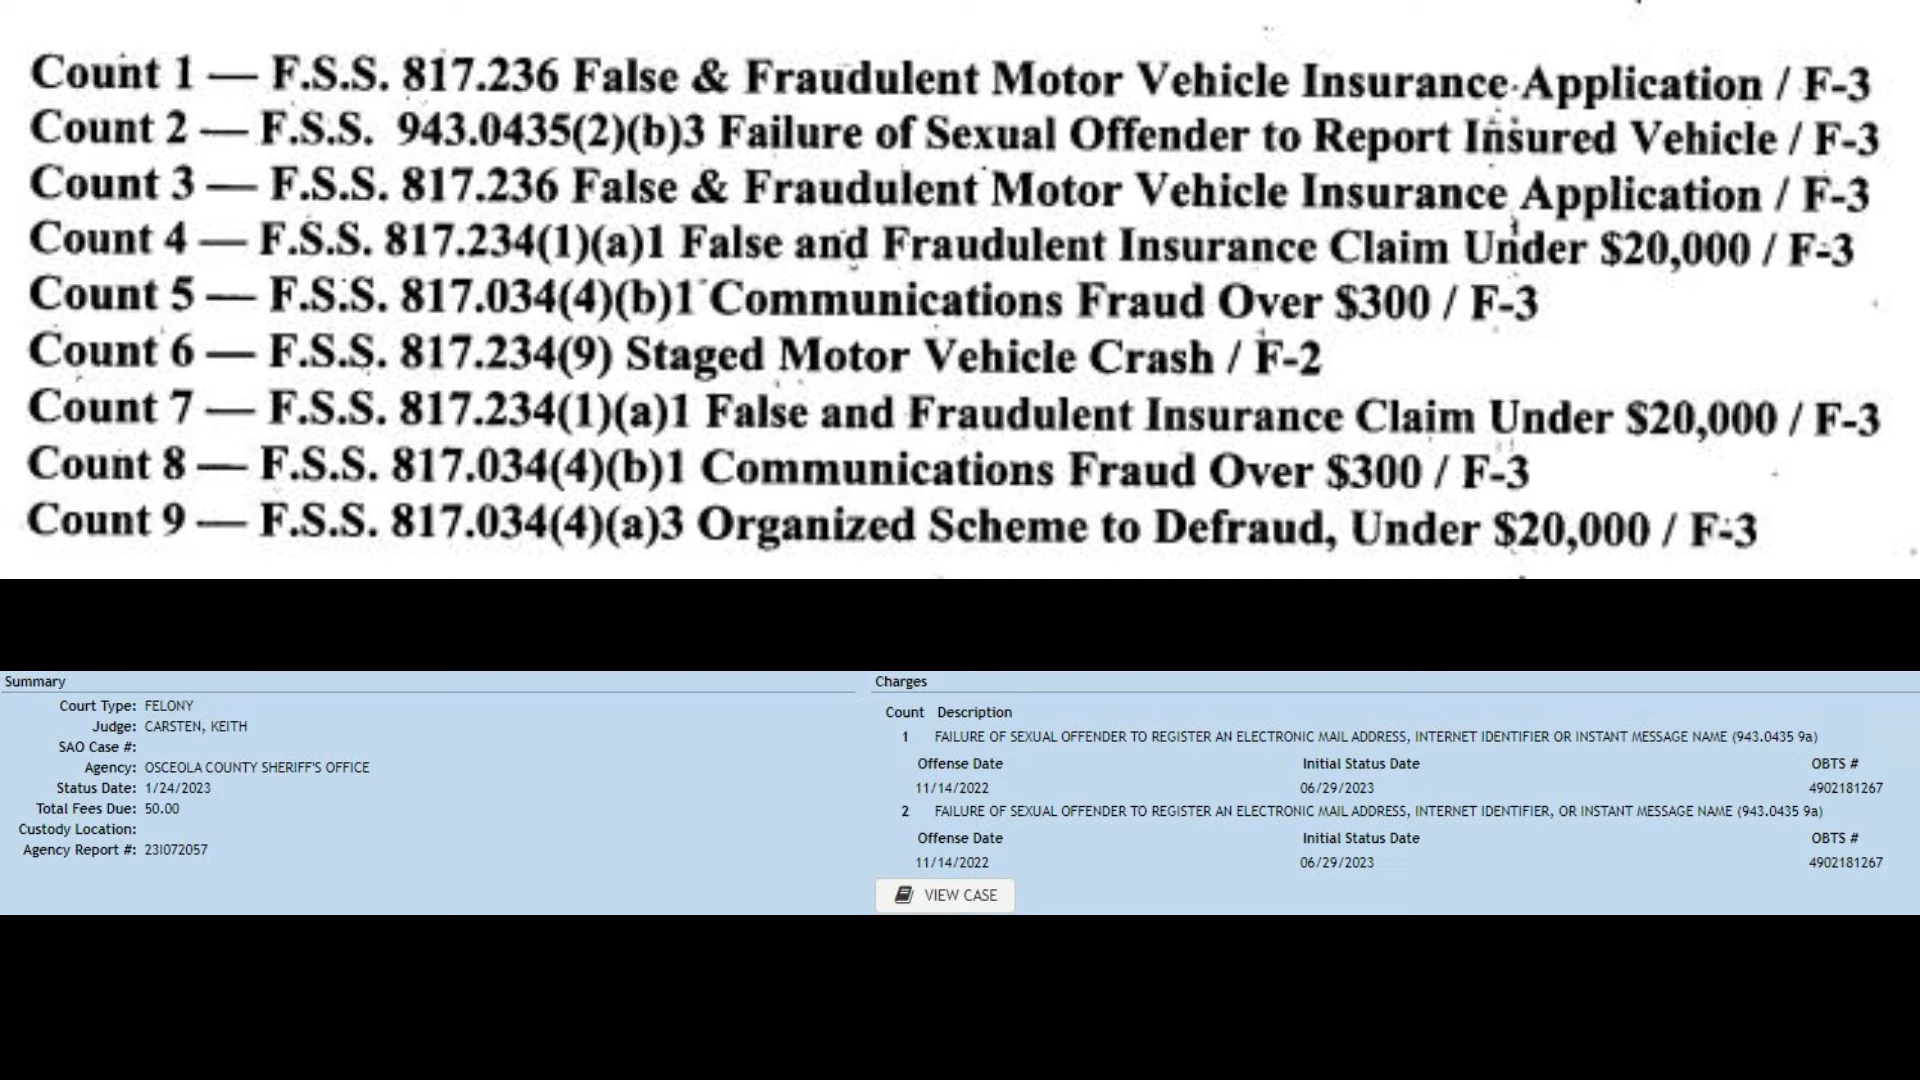 Count 1 — F.S.S. 817.236 False & Fraudulent Motor Vehicle Insurance Application / F-3
Count 2 — F.S.S. 943.0435(2)(b)3 Failure of Sexual Offender to Report Insured Vehicle / F-3
Count 3 — F.S.S. 817.236 False & Fraudulent Motor Vehicle Insurance Application / F-3
Count 4 — F.S.S. 817.234(1)(a)1 False and Fraudulent Insurance Claim Under $20,000 / F-3
Count 5 — F.S.S. 817.034(4)(b)1 Communications Fraud Over $300 / F-3
Count 6 — F.S.S. 817.234(9) Staged Motor Vehicle Crash / F-2
Count 7 — F.S.S. 817.234(1)(a)1 False and Fraudulent Insurance Claim Under $20,000 / F-3
Count 8 — F.S.S. 817.034(4)(b)1 Communications Fraud Over $300 / F-3
Count 9 — F.S.S. 817.034(4)(a)3 Organized Scheme to Defraud, Under $20,000 / F-3
Summary
Court Type: FELONY
Judge: CARSTEN, KEITH
SAO Case #:
Agency: OSCEOLA COUNTY SHERIFF'S OFFICE
Status Date: 1/24/2023
Total Fees Due: 50.00
Custody Location:
Agency Report #: 23I072057
Charges
Count Description
1 FAILURE OF SEXUAL OFFENDER TO REGISTER AN ELECTRONIC MAIL ADDRESS, INTERNET IDENTIFIER OR INSTANT MESSAGE NAME (943.0435 9a)
Offense Date Initial Status Date OBTS #
11/14/2022 06/29/2023 4902181267
2 FAILURE OF SEXUAL OFFENDER TO REGISTER AN ELECTRONIC MAIL ADDRESS, INTERNET IDENTIFIER, OR INSTANT MESSAGE NAME (943.0435 9a)
Offense Date Initial Status Date OBTS #
11/14/2022 06/29/2023 4902181267
VIEW CASE